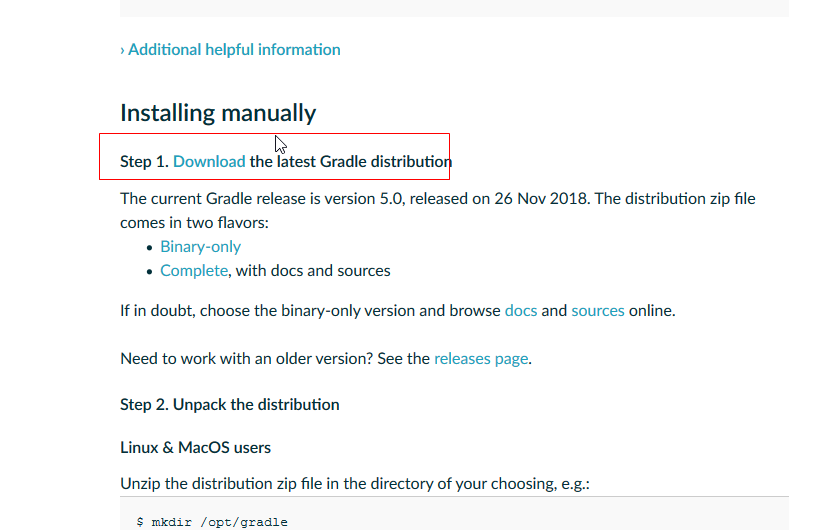 › Additional helpful information
Installing manually
Step 1. Download the latest Gradle distribution
The current Gradle release is version 5.0, released on 26 Nov 2018. The distribution zip file
comes in two flavors:
• Binary-only
• Complete, with docs and sources
If in doubt, choose the binary-only version and browse docs and sources online.
Need to work with an older version? See the releases page.
Step 2. Unpack the distribution
Linux & MacOS users
Unzip the distribution zip file in the directory of your choosing, e.g.:
$ mkdir /opt/gradle